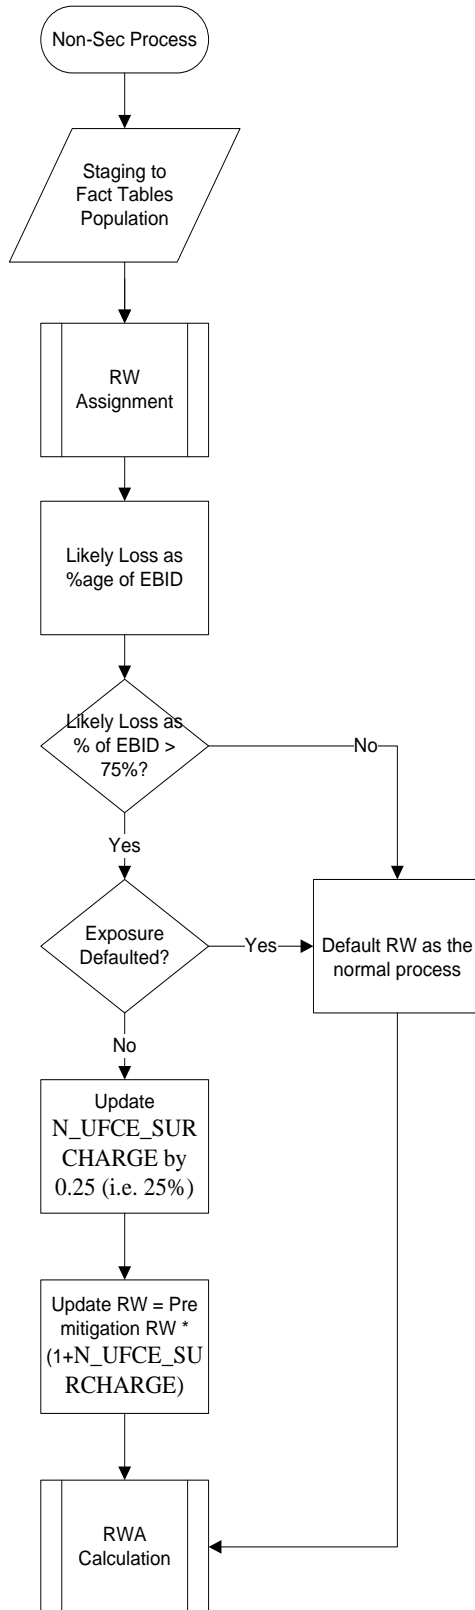 Non-Sec Process
Staging to
Fact Tables
Population
RW
Assignment
Likely Loss as
%age of EBID
Likely Loss as
% of EBID >
75%?
No
Yes
Exposure
Defaulted?
Yes
Default RW as the
normal process
No
Update
N_UFCE_SUR
CHARGE by
0.25 (i.e. 25%)
Update RW = Pre
mitigation RW *
(1+N_UFCE_SU
RCHARGE)
RWA
Calculation